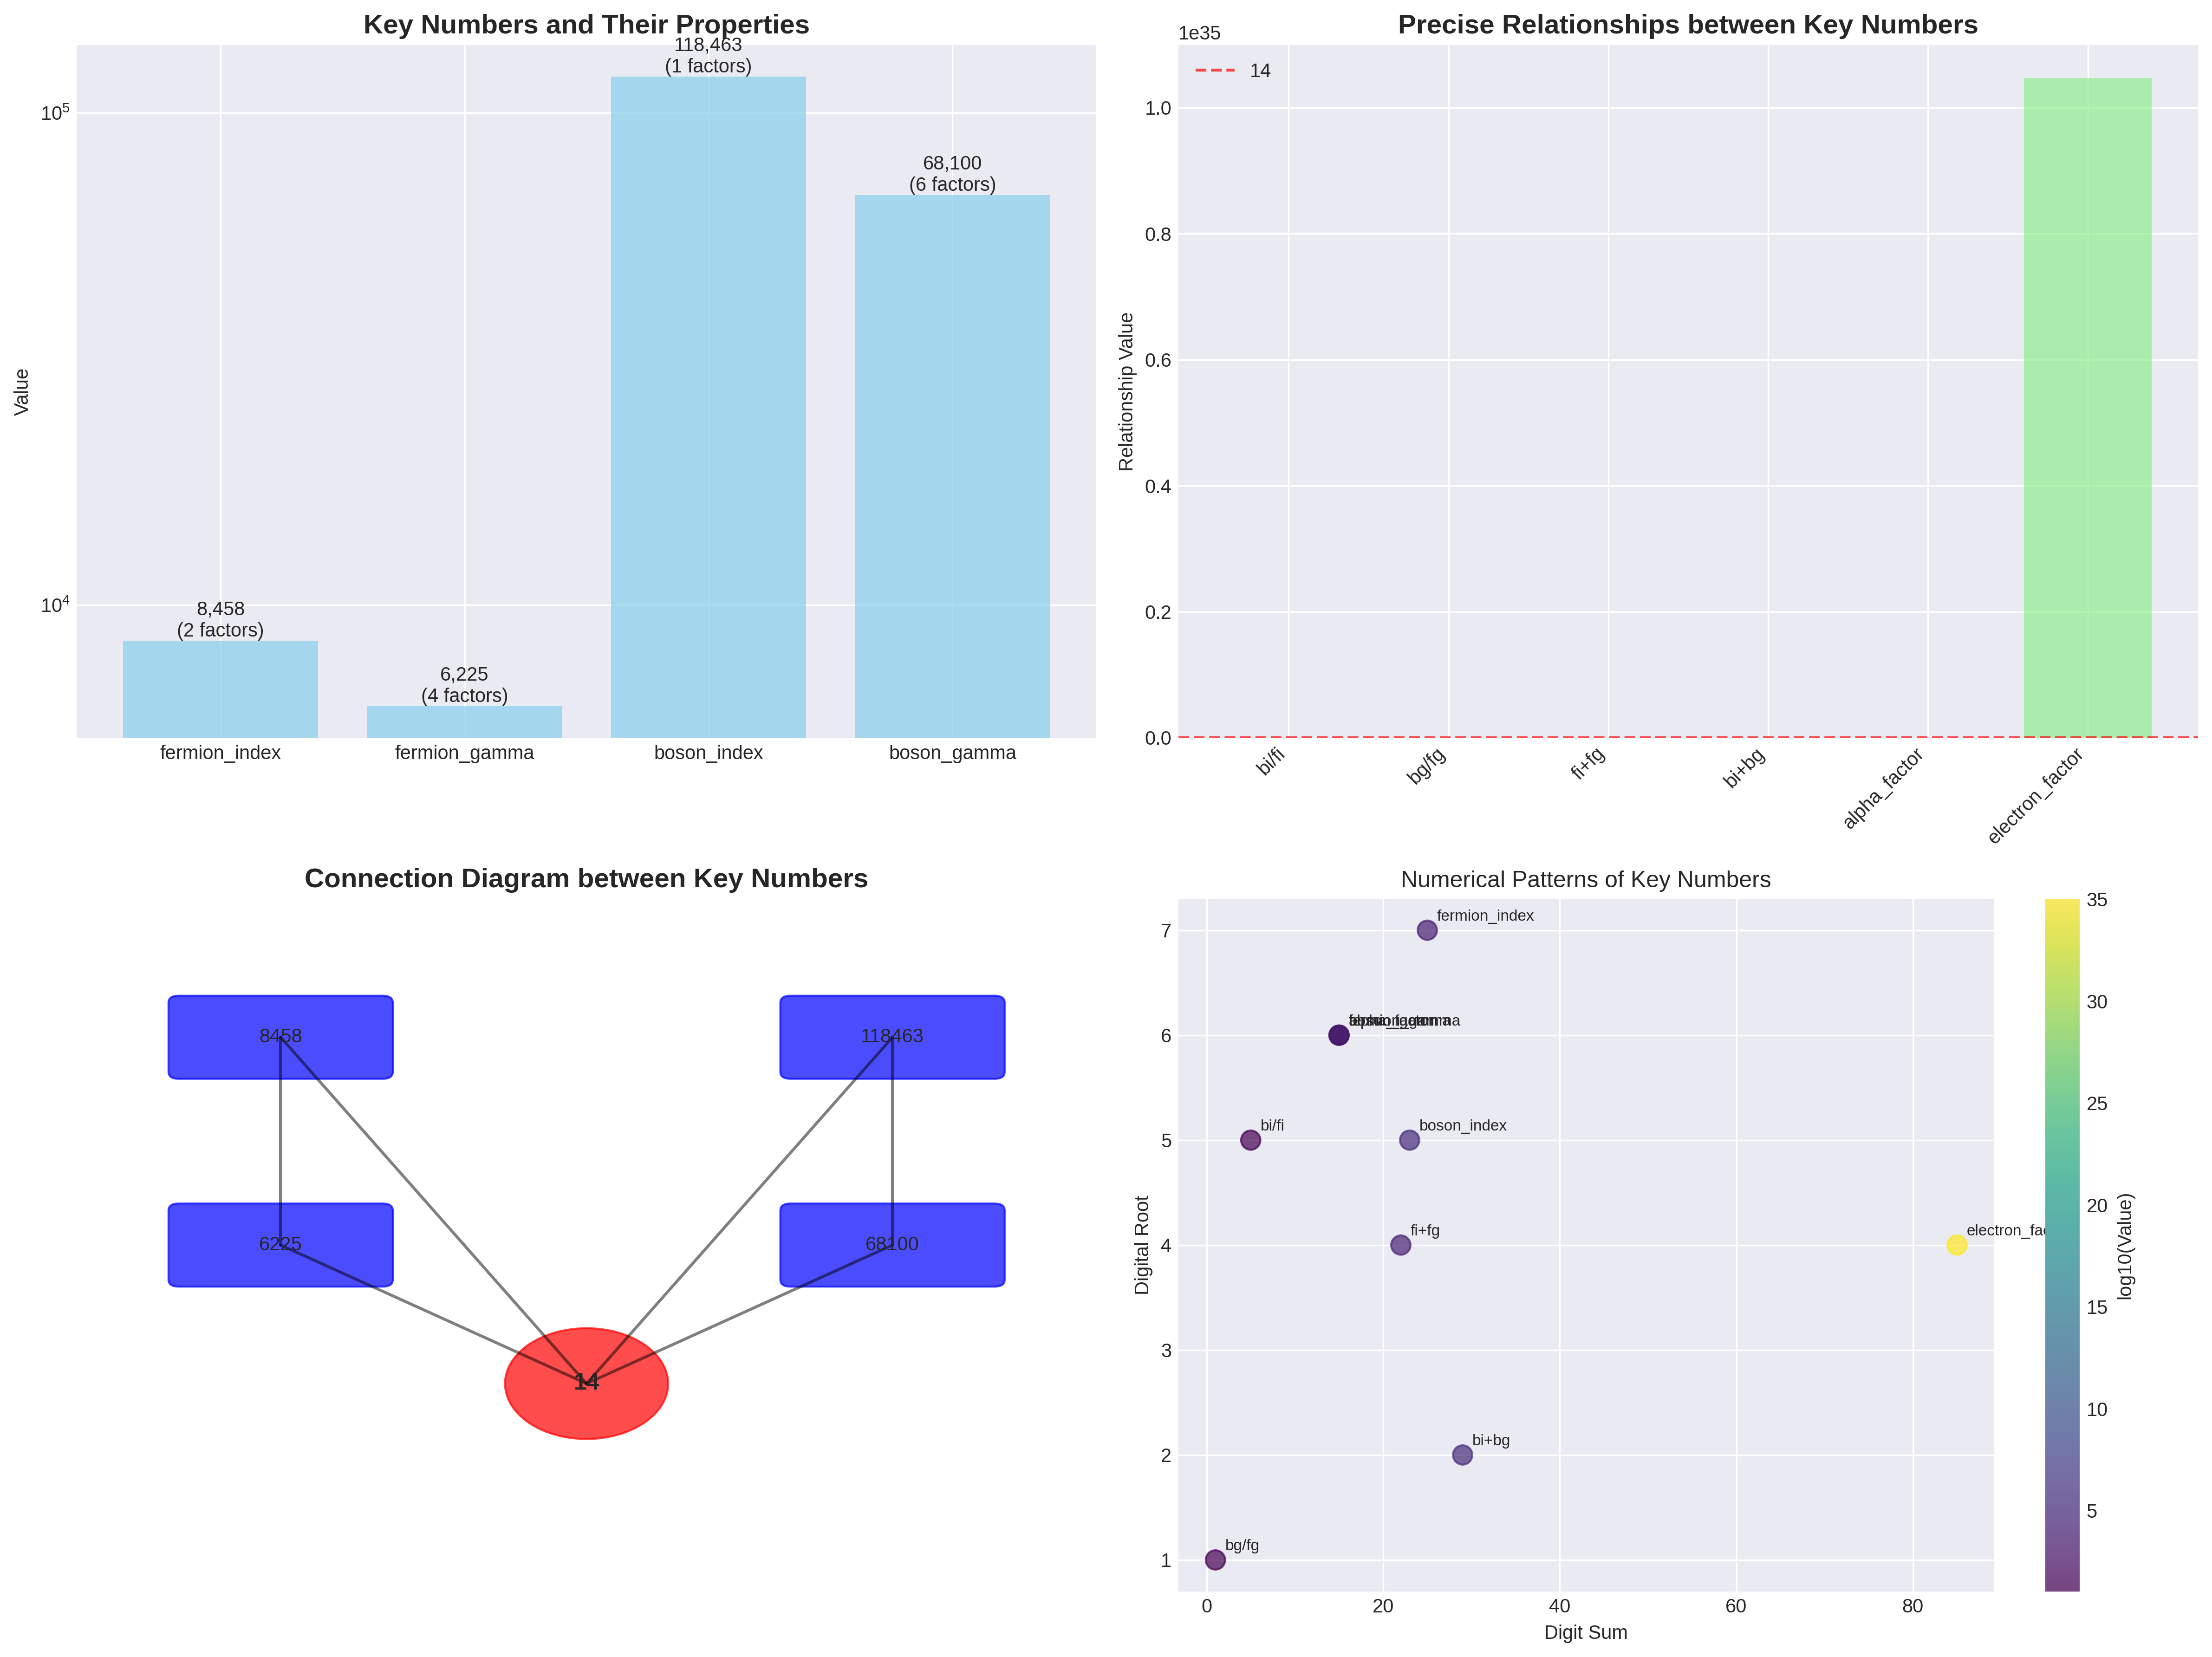 Key Numbers and Their Properties
118,463
(1 factors)
10^5
68,100
(6 factors)
Value
10^4
8,458
(2 factors)
6,225
(4 factors)
fermion_index
fermion_gamma
boson_index
boson_gamma
Precise Relationships between Key Numbers
1e35
14
1.0
0.8
0.6
0.4
0.2
0.0
Relationship Value
bi/fi
bg/fg
fi+fg
bi+bg
alpha_factor
electron_factor
Connection Diagram between Key Numbers
8458
118463
6225
68100
14
Numerical Patterns of Key Numbers
7
6
5
4
3
2
1
Digital Root
fermion_index
bi/fi
boson_index
fi+fg
electron_fac
bi+bg
bg/fg
0
20
40
60
80
Digit Sum
35
30
25
20
15
10
5
log10(Value)